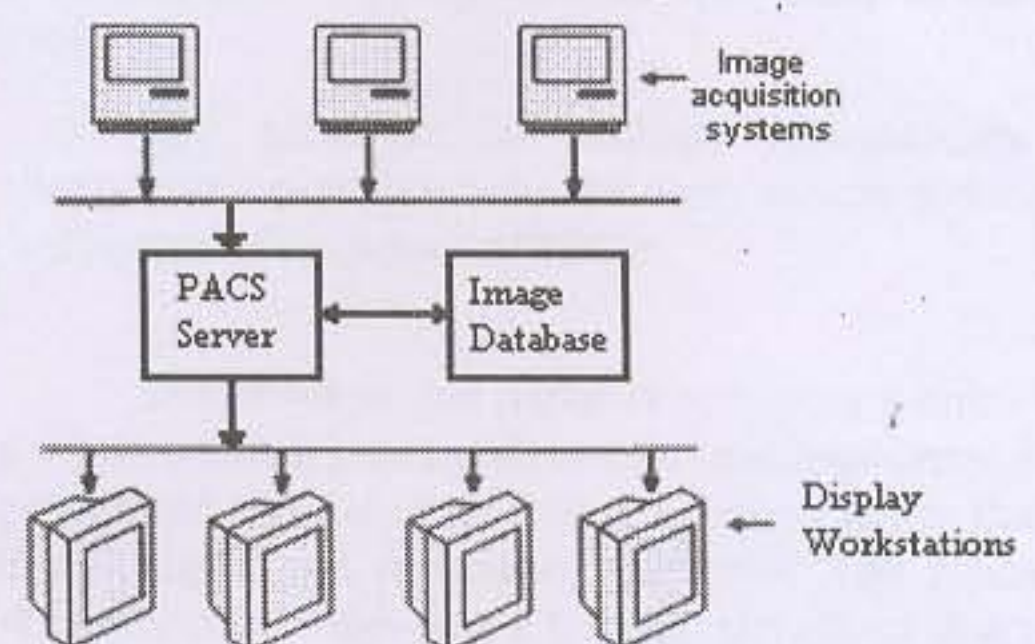 Image
acquisition
systems
PACS
Server
Image
Database
Display
Workstations